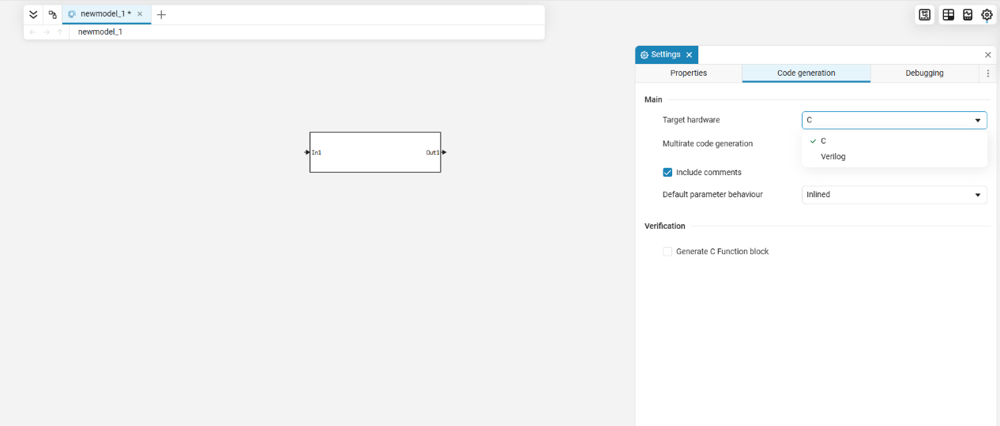 newmodel_1 *
newmodel_1
Settings
Properties
Code generation
Debugging
Main
Target hardware
C
C
Verilog
Multirate code generation
Include comments
Default parameter behaviour
Inlined
Verification
Generate C Function block
In1
Out1